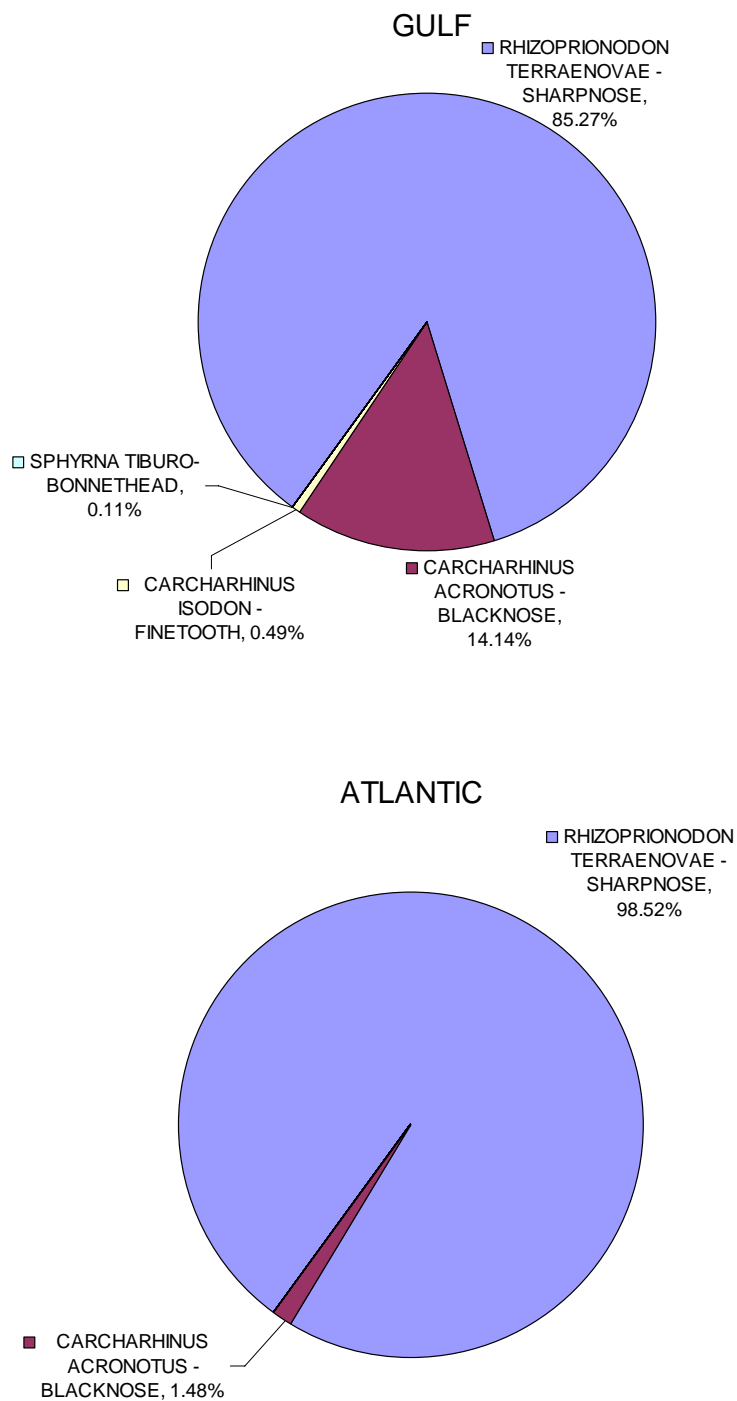 GULF
RHIZOPRIONODON
TERRAENOVAE -
SHARPNOSE,
85.27%
SPHYRNA TIBURO-
BONNETHEAD,
0.11%
CARCHARHINUS
ISODON -
FINETOOTH, 0.49%
CARCHARHINUS
ACRONOTUS -
BLACKNOSE,
14.14%
ATLANTIC
RHIZOPRIONODON
TERRAENOVAE -
SHARPNOSE,
98.52%
CARCHARHINUS
ACRONOTUS -
BLACKNOSE, 1.48%